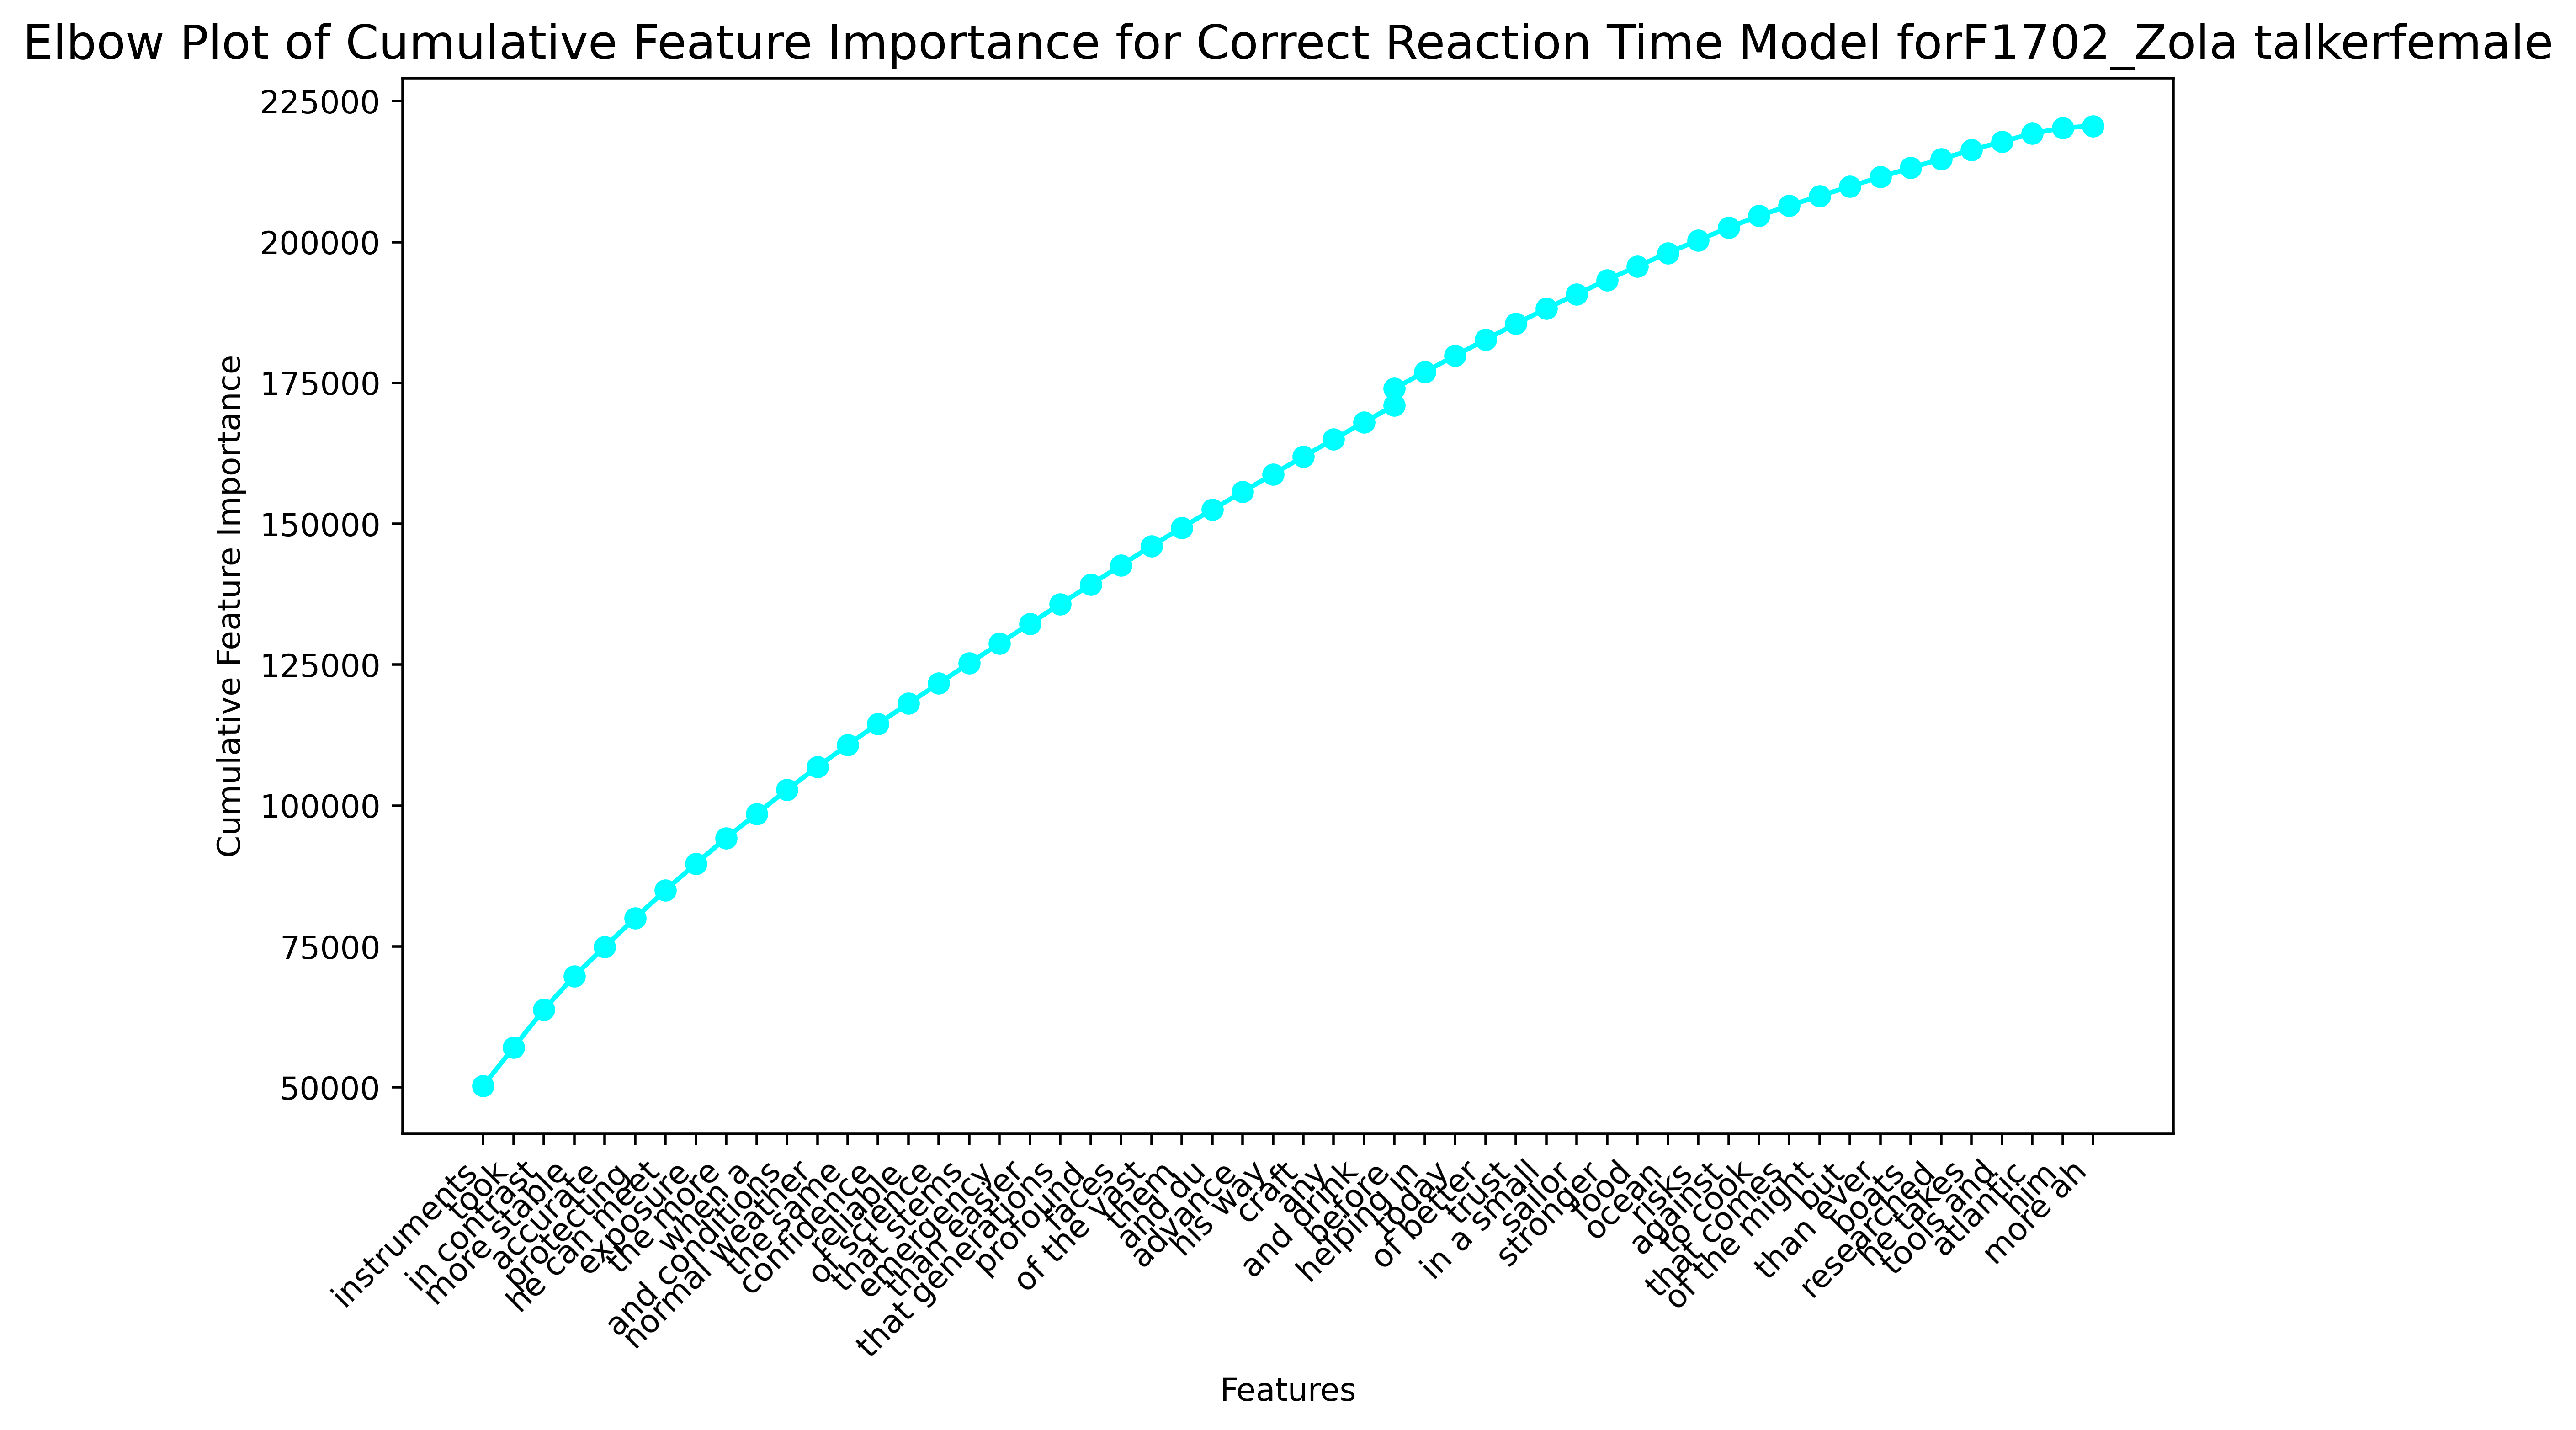 Elbow Plot of Cumulative Feature Importance for Correct Reaction Time Model forF1702_Zola talkerfemale
225000
200000
175000
150000
125000
100000
75000
50000
Cumulative Feature Importance
instruments
took
in contrast
more stable
accurate
protecting
he can meet
exposure
the more
when a
and conditions
normal weather
the same
confidence
reliable
of science
that stems
emergency
than easier
that generations
profound
faces
of the vast
them
and du
advance
his way
craft
any
and drink
before
helping in
today
of better
trust
in a small
sailor
stronger
food
ocean
risks
against
to cook
that comes
of the might
but
than ever
boats
researched
he takes
tools and
atlantic
him
more ah
Features